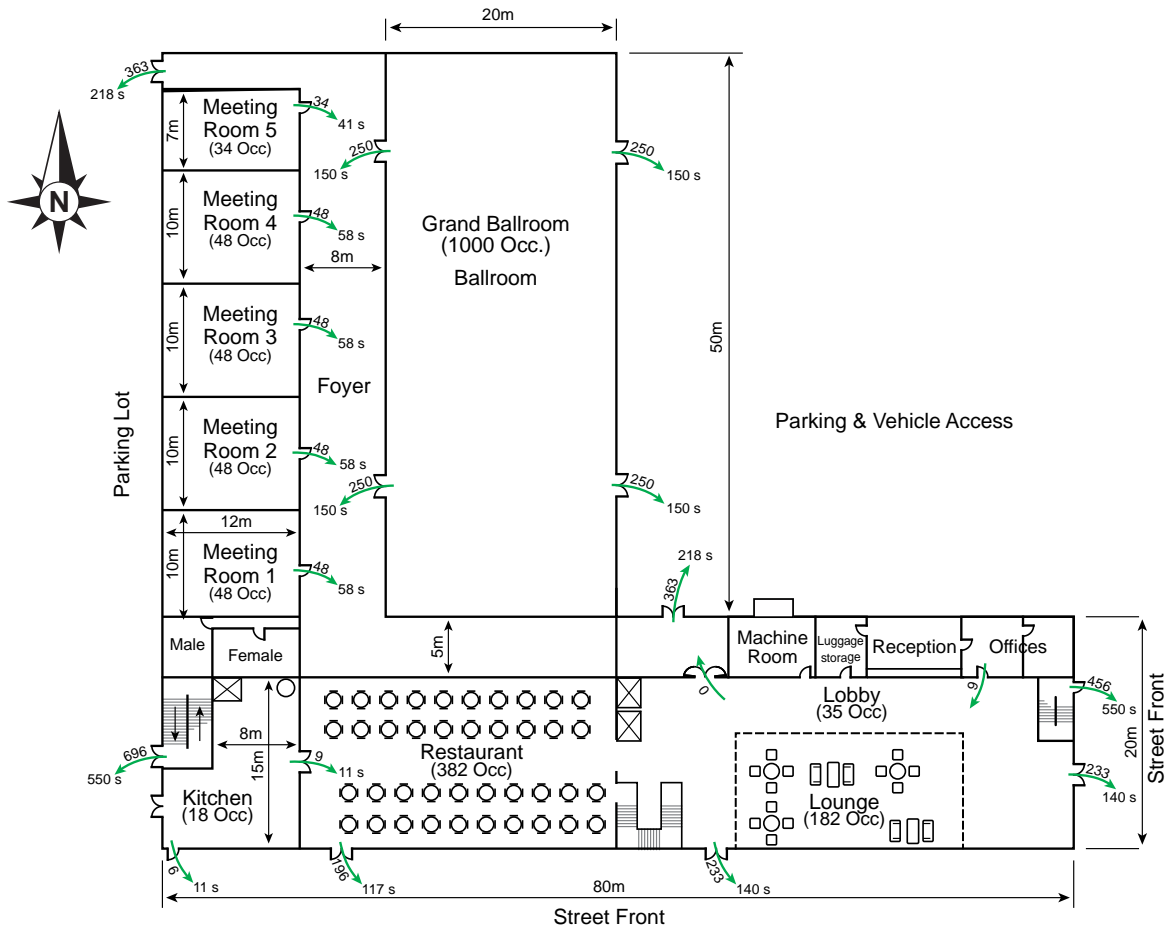 20m
363
218 s
7m
Meeting
Room 5
(34 Occ)
34
41 s
250
150 s
250
150 s
N
10m
Meeting
Room 4
(48 Occ)
48
58 s
8m
Grand Ballroom
(1000 Occ.)
Ballroom
50m
10m
Meeting
Room 3
(48 Occ)
48
58 s
Foyer
Parking Lot
Parking & Vehicle Access
10m
Meeting
Room 2
(48 Occ)
48
58 s
250
150 s
250
150 s
12m
10m
Meeting
Room 1
(48 Occ)
48
58 s
218 s
363
Male
Female
5m
Machine
Room
Luggage
storage
Reception
Offices
0
9
Lobby
(35 Occ)
456
550 s
20m
Street Front
696
550 s
8m
15m
9
11 s
Restaurant
(382 Occ)
Kitchen
(18 Occ)
Lounge
(182 Occ)
233
140 s
9
11 s
196
117 s
233
140 s
80m
Street Front